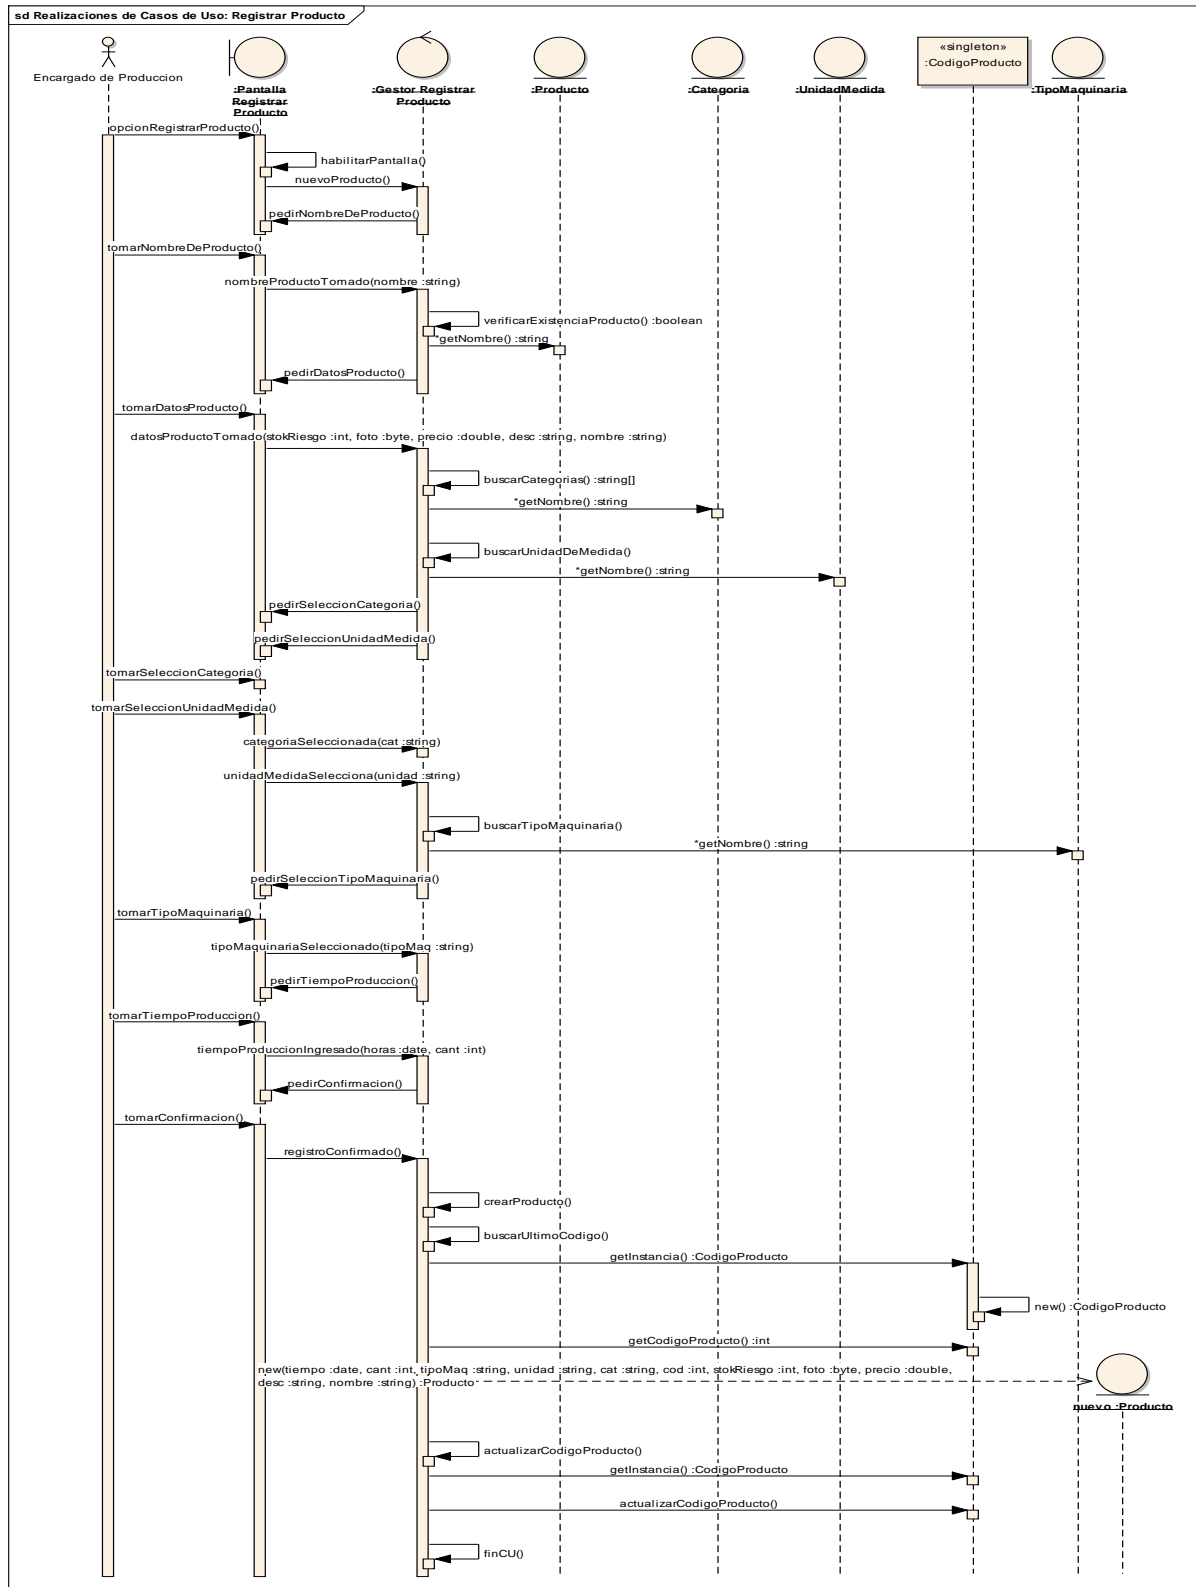 sd Realizaciones de Casos de Uso: Registrar Producto
«singleton»
:CodigoProducto
Encargado de Produccion
:Pantalla
Registrar
Producto
:Gestor Registrar
Producto
:Producto
:Categoria
:UnidadMedida
:TipoMaquinaria
opcionRegistrarProducto()
habilitarPantalla()
nuevoProducto()
pedirNombreDeProducto()
tomarNombreDeProducto()
nombreProductoTomado(nombre :string)
verificarExistenciaProducto() :boolean
*getNombre() :string
pedirDatosProducto()
tomarDatosProducto()
datosProductoTomado(stokRiesgo :int, foto :byte, precio :double, desc :string, nombre :string)
buscarCategorias() :string[]
*getNombre() :string
buscarUnidadDeMedida()
*getNombre() :string
pedirSeleccionCategoria()
pedirSeleccionUnidadMedida()
tomarSeleccionCategoria()
tomarSeleccionUnidadMedida()
categoriaSeleccionada(cat :string)
unidadMedidaSelecciona(unidad :string)
buscarTipoMaquinaria()
*getNombre() :string
pedirSeleccionTipoMaquinaria()
tomarTipoMaquinaria()
tipoMaquinariaSeleccionado(tipoMaq :string)
pedirTiempoProduccion()
tomarTiempoProduccion()
tiempoProduccionIngresado(horas :date, cant :int)
pedirConfirmacion()
tomarConfirmacion()
registroConfirmado()
crearProducto()
buscarUltimoCodigo()
getInstancia() :CodigoProducto
new() :CodigoProducto
getCodigoProducto() :int
new(tiempo :date, cant :int, tipoMaq :string, unidad :string, cat :string, cod :int, stokRiesgo :int, foto :byte, precio :double,
desc :string, nombre :string) :Producto
nuevo :Producto
actualizarCodigoProducto()
getInstancia() :CodigoProducto
actualizarCodigoProducto()
finCU()